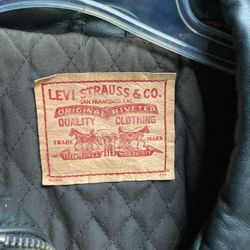 LEVI STRAUSS & CO.
SAN FRANCISCO, CAL.
ORIGINAL RIVETED
QUALITY CLOTHING
TRADE MARK